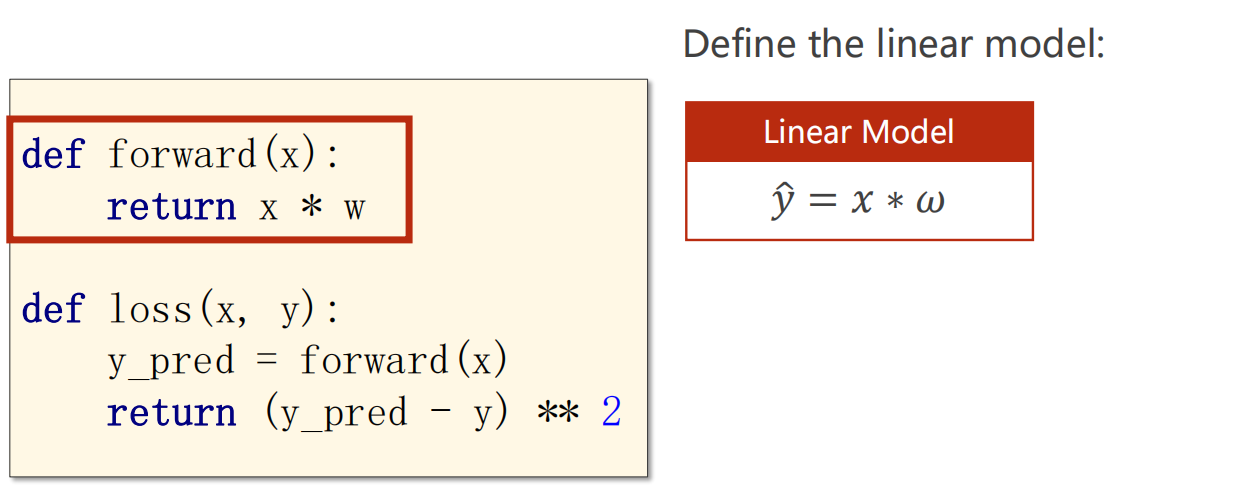 Define the linear model:
Linear Model
ŷ = x ∗ ω
def forward(x):
    return x * w
def loss(x, y):
    y_pred = forward(x)
    return (y_pred - y) ** 2